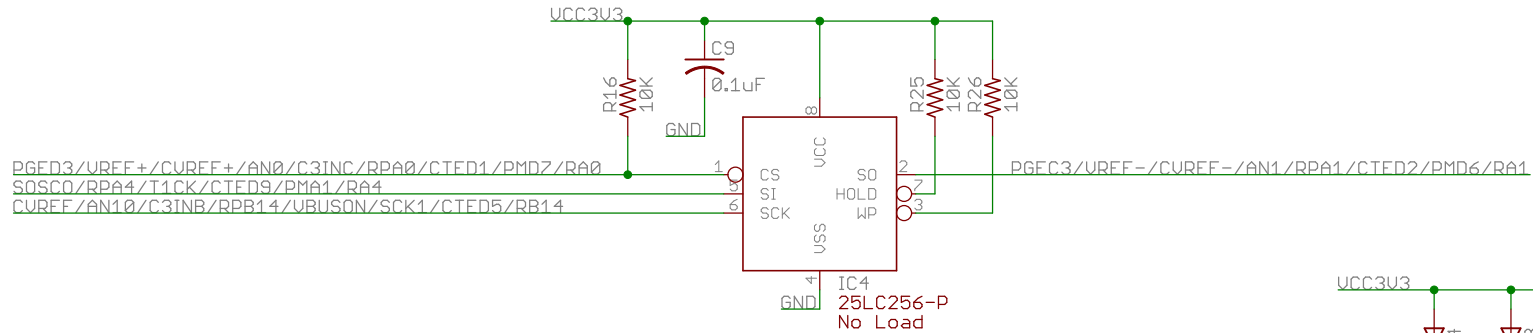 VCC3V3
C9
0.1uF
R16
10K
R25
10K
R26
10K
GND
8
VCC
PGED3/VREF+/CVREF+/AN0/C3INC/RPA0/CTED1/PMD7/RA0
1
CS
SO
2
PGEC3/VREF-/CVREF-/AN1/RPA1/CTED2/PMD6/RA1
SOSCO/RPA4/T1CK/CTED9/PMA1/RA4
5
SI
HOLD
7
CVREF/AN10/C3INB/RPB14/VBUSON/SCK1/CTED5/RB14
6
SCK
WP
3
VSS
4
GND
IC4
25LC256-P
No Load
VCC3V3